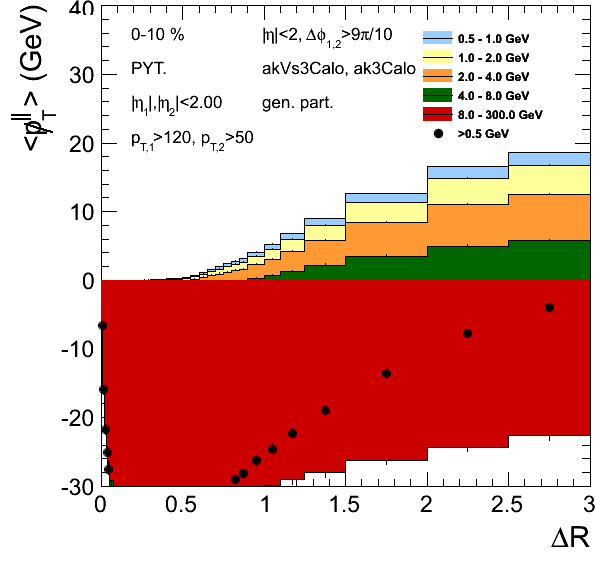 0-10 %
|η|<2, Δϕ1,2>9π/10
PYT.
akVs3Calo, ak3Calo
|η1|,|η2|<2.00
gen. part.
pT,1>120, pT,2>50
0.5 - 1.0 GeV
1.0 - 2.0 GeV
2.0 - 4.0 GeV
4.0 - 8.0 GeV
8.0 - 300.0 GeV
>0.5 GeV
40
30
20
10
0
-10
-20
-30
0 0.5 1 1.5 2 2.5 3
ΔR